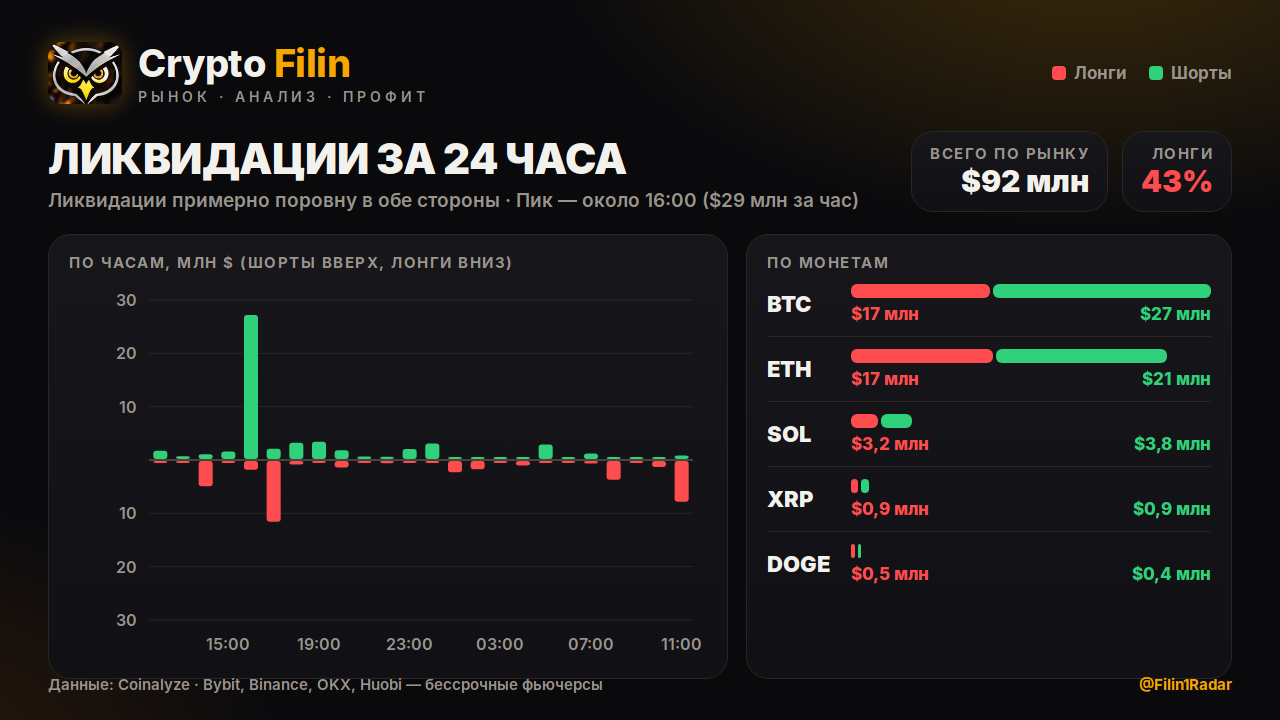 Crypto Filin
РЫНОК · АНАЛИЗ · ПРОФИТ
Лонги
Шорты
ЛИКВИДАЦИИ ЗА 24 ЧАСА
Ликвидации примерно поровну в обе стороны · Пик — около 16:00 ($29 млн за час)
ВСЕГО ПО РЫНКУ
$92 млн
ЛОНГИ
43%
ПО ЧАСАМ, МЛН $ (ШОРТЫ ВВЕРХ, ЛОНГИ ВНИЗ)
30
20
10
10
20
30
15:00 19:00 23:00 03:00 07:00 11:00
ПО МОНЕТАМ
BTC
$17 млн $27 млн
ETH
$17 млн $21 млн
SOL
$3,2 млн $3,8 млн
XRP
$0,9 млн $0,9 млн
DOGE
$0,5 млн $0,4 млн
Данные: Coinalyze · Bybit, Binance, OKX, Huobi — бессрочные фьючерсы
@Filin1Radar